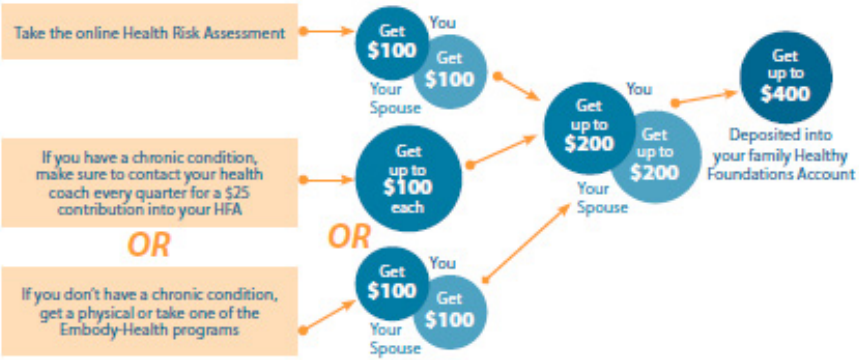 Take the online Health Risk Assessment
Get
$100
You
Get
$100
Your
Spouse
If you have a chronic condition,
make sure to contact your health
coach every quarter for a $25
contribution into your HFA
Get
up to
$100
each
OR
OR
If you don't have a chronic condition,
get a physical or take one of the
Embody-Health programs
Get
$100
You
Get
$100
Your
Spouse
Get
up to
$200
You
Get
up to
$200
Your
Spouse
Get
up to
$400
Deposited into
your family Healthy
Foundations Account